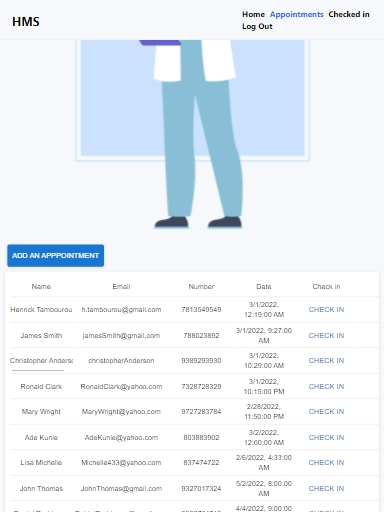 HMS
Home Appointments Checked in
Log Out
ADD AN APPOINTMENT
Name Email Number Date Check in
Henrick Tambourou h.tambourou@gmail.com 7813549549 3/1/2022, 12:19:00 AM CHECK IN
James Smith jamesSmith@gmail.com 788023892 3/1/2022, 9:27:00 AM CHECK IN
Christopher Anders christopherAnderson 9389293930 3/1/2022, 10:29:00 AM CHECK IN
Ronald Clark RonaldClark@yahoo.com 7328728329 3/1/2022, 10:15:00 PM CHECK IN
Mary Wright MaryWright@yahoo.com 9727283784 2/28/2022, 11:50:00 PM CHECK IN
Ade Kunle AdeKunle@yahoo.com 803883902 3/2/2022, 12:00:00 AM CHECK IN
Lisa Michelle Michelle433@yahoo.com 837474722 2/6/2022, 4:33:00 AM CHECK IN
John Thomas JohnThomas@gmail.com 9327017324 5/2/2022, 8:00:00 AM CHECK IN
4/4/2022, 9:00:00